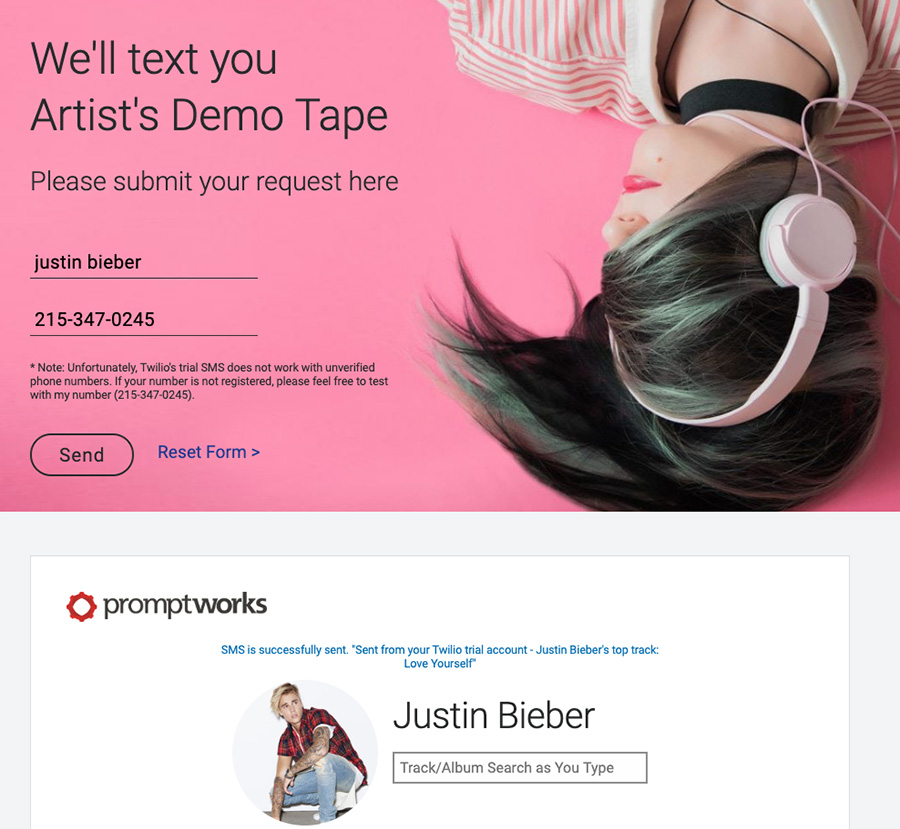 We'll text you
Artist's Demo Tape
Please submit your request here
justin bieber
215-347-0245
* Note: Unfortunately, Twilio's trial SMS does not work with unverified
phone numbers. If your number is not registered, please feel free to test
with my number (215-347-0245).
Send
Reset Form >
promptworks
SMS is successfully sent. "Sent from your Twilio trial account - Justin Bieber's top track:
Love Yourself"
Justin Bieber
Track/Album Search as You Type